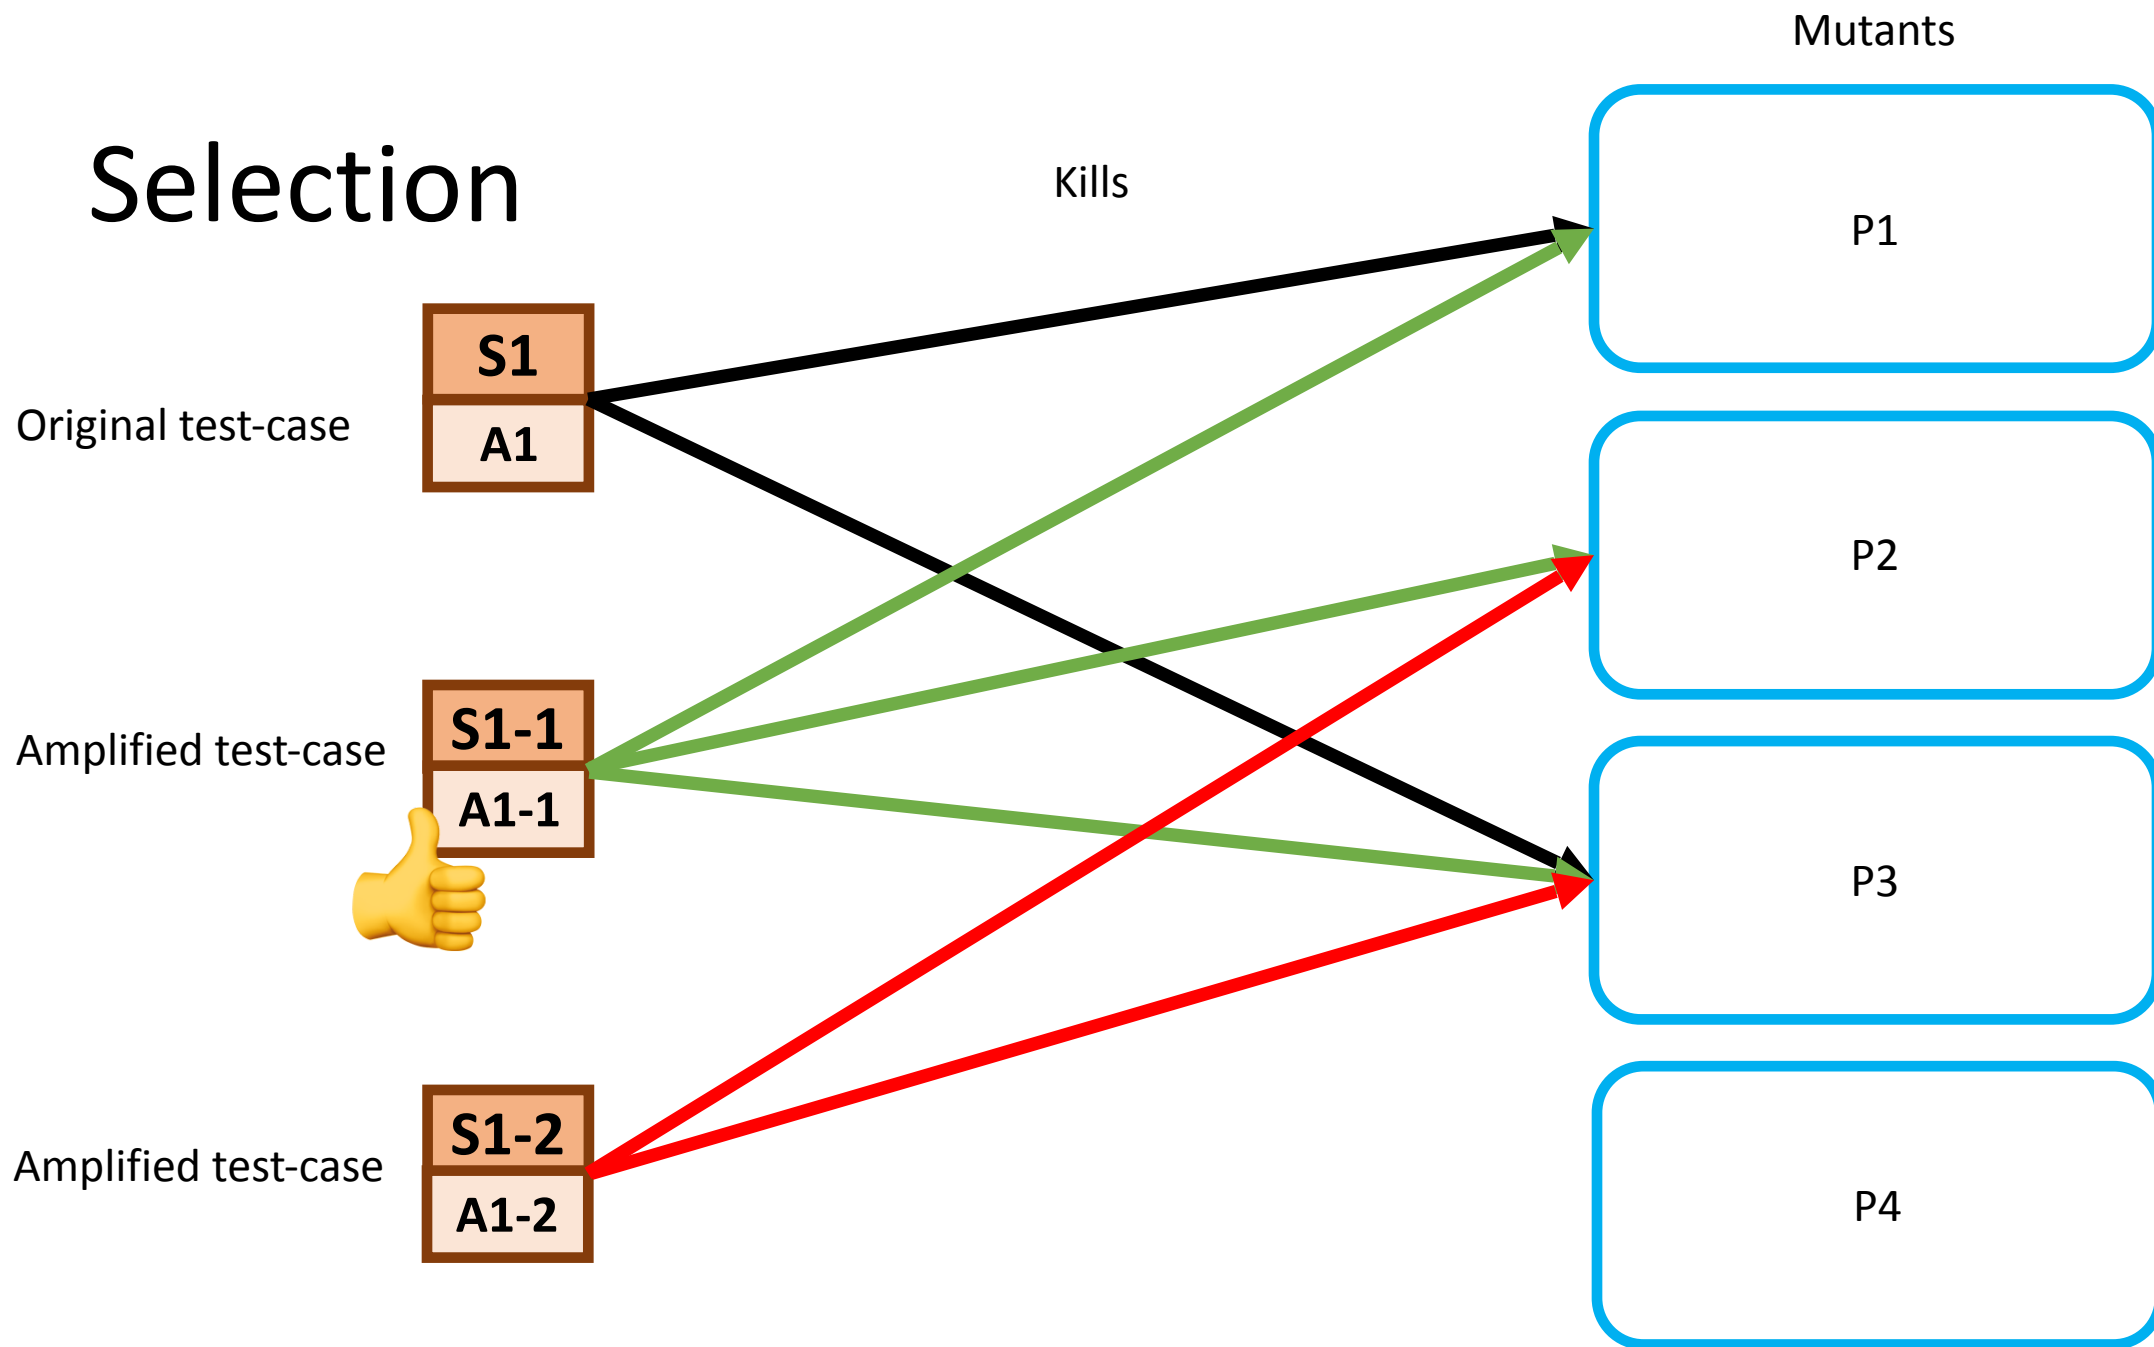 Mutants
Selection
Kills
P1
S1
Original test-case
A1
P2
S1-1
Amplified test-case
A1-1
P3
S1-2
Amplified test-case
A1-2
P4